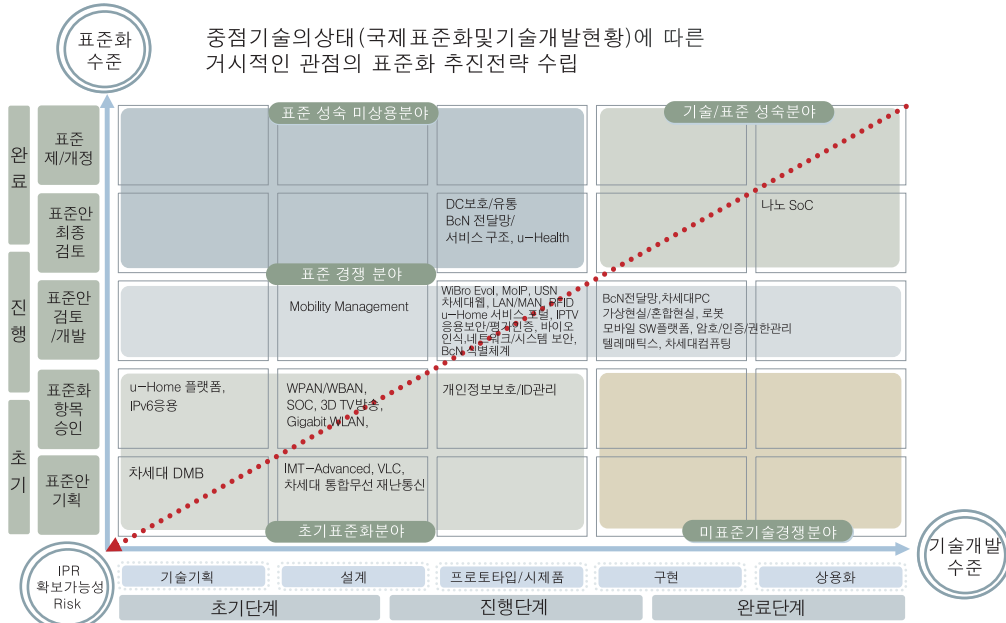 표준화
수준
중점기술의상태(국제표준화및기술개발현황)에 따른
거시적인 관점의 표준화 추진전략 수립
표준 성숙 미상용분야
기술/표준 성숙분야
완료
표준
제/개정
표준안
최종
검토
DC보호/유통
BcN 전달망/
서비스 구조, u-Health
나노 SoC
표준 경쟁 분야
진행
표준안
검토
/개발
Mobility Management
WiBro Evol, MoIP, USN
차세대웹, LAN/MAN, RFID
u-Home 서비스 포털, IPTV
응용보안/평가인증, 바이오
인식,네트워크/시스템 보안,
BcN 식별체계
BcN전달망,차세대PC
가상현실/혼합현실, 로봇
모바일 SW플랫폼, 암호/인증/권한관리
텔레매틱스, 차세대컴퓨팅
초기
표준화
항목
승인
u-Home 플랫폼,
IPv6응용
WPAN/WBAN,
SOC, 3D TV방송,
Gigabit WLAN,
개인정보보호/ID관리
표준안
기획
차세대 DMB
IMT-Advanced, VLC,
차세대 통합무선 재난통신
초기표준화분야
미표준기술경쟁분야
기술개발
수준
IPR
확보가능성
Risk
기술기획
설계
프로토타입/시제품
구현
상용화
초기단계
진행단계
완료단계